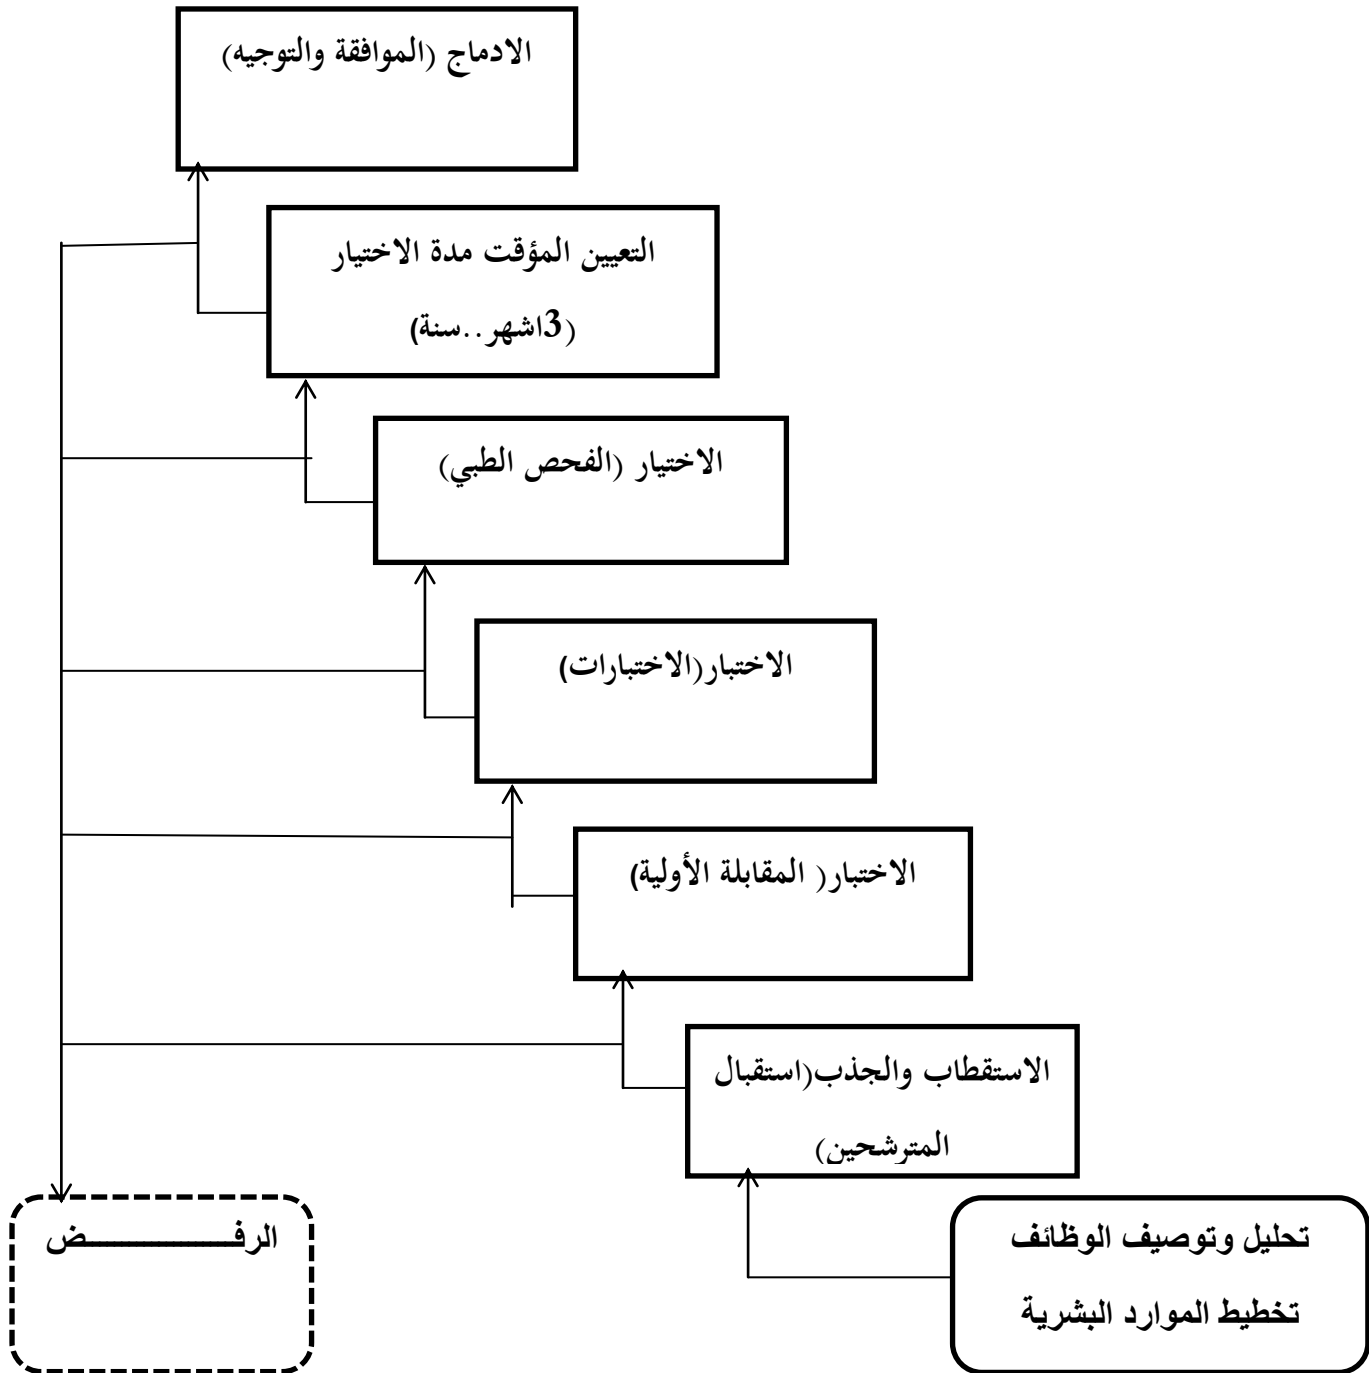 الادماج (الموافقة والتوجيه)
التعيين المؤقت مدة الاختيار
(3اشهر..سنة)
الاختيار (الفحص الطبي)
الاختبار(الاختبارات)
الاختبار( المقابلة الأولية)
الاستقطاب والجذب(استقبال
المترشحين)
الرفــــــــــــــض
تحليل وتوصيف الوظائف
تخطيط الموارد البشرية